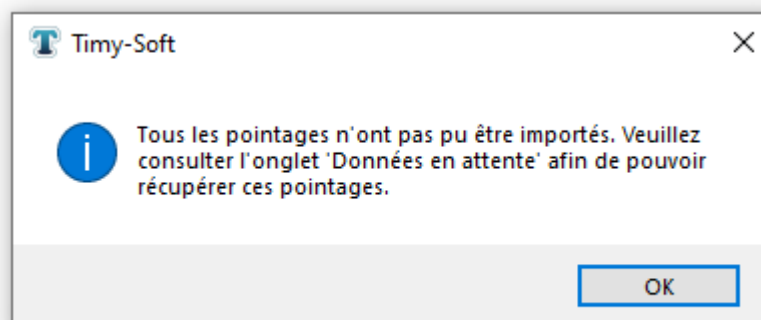 Timy-Soft
Tous les pointages n'ont pas pu être importés. Veuillez
consulter l'onglet 'Données en attente' afin de pouvoir
récupérer ces pointages.
OK